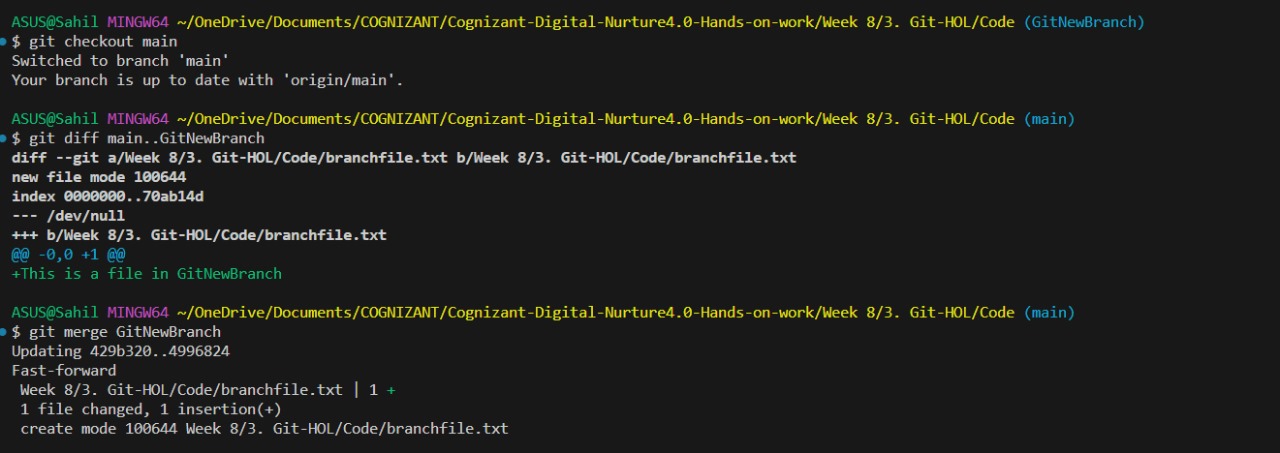 ASUS@Sahil MINGW64 ~/OneDrive/Documents/COGNIZANT/Cognizant-Digital-Nurture4.0-Hands-on-work/Week 8/3. Git-HOL/Code (GitNewBranch)
$ git checkout main
Switched to branch 'main'
Your branch is up to date with 'origin/main'.
ASUS@Sahil MINGW64 ~/OneDrive/Documents/COGNIZANT/Cognizant-Digital-Nurture4.0-Hands-on-work/Week 8/3. Git-HOL/Code (main)
$ git diff main..GitNewBranch
diff --git a/Week 8/3. Git-HOL/Code/branchfile.txt b/Week 8/3. Git-HOL/Code/branchfile.txt
new file mode 100644
index 0000000..70ab14d
--- /dev/null
+++ b/Week 8/3. Git-HOL/Code/branchfile.txt
@@ -0,0 +1 @@
+This is a file in GitNewBranch
ASUS@Sahil MINGW64 ~/OneDrive/Documents/COGNIZANT/Cognizant-Digital-Nurture4.0-Hands-on-work/Week 8/3. Git-HOL/Code (main)
$ git merge GitNewBranch
Updating 429b320..4996824
Fast-forward
 Week 8/3. Git-HOL/Code/branchfile.txt | 1 +
 1 file changed, 1 insertion(+)
 create mode 100644 Week 8/3. Git-HOL/Code/branchfile.txt